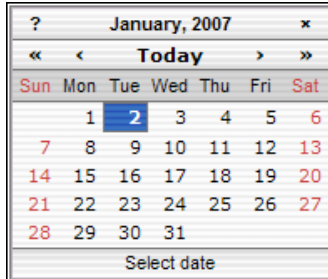 ? January, 2007 ×
« ‹ Today › »
Sun Mon Tue Wed Thu Fri Sat
1 2 3 4 5 6
7 8 9 10 11 12 13
14 15 16 17 18 19 20
21 22 23 24 25 26 27
28 29 30 31
Select date